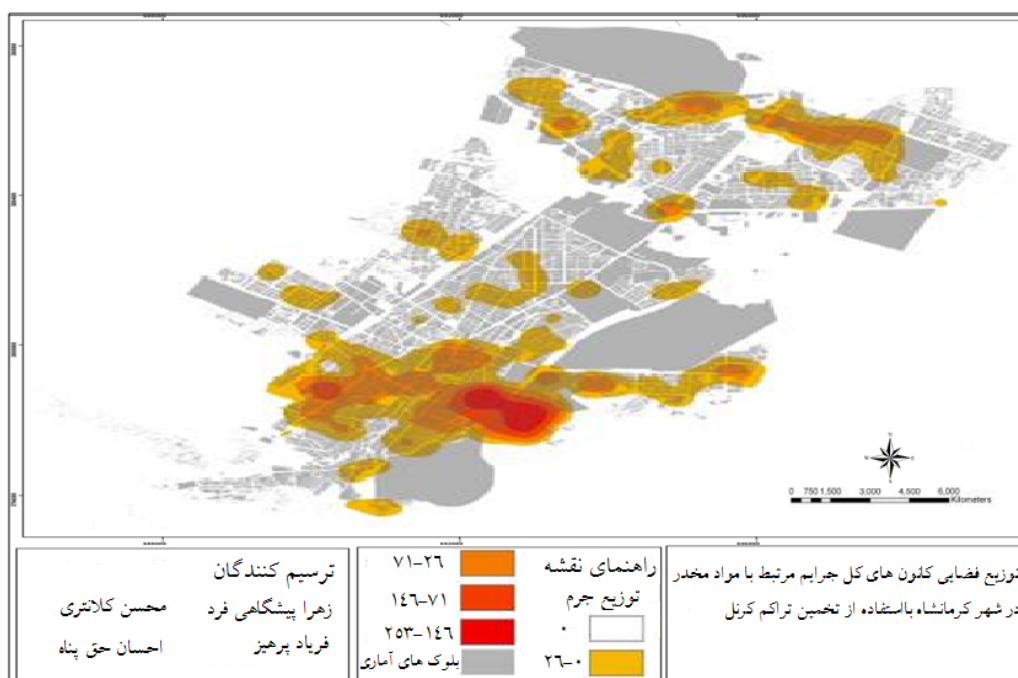 N
W
E
S
0 750 1,500 3,000 4,500 6,000
Kilometers
توزیع فضایی کانون های کل جرایم مرتبط با مواد مخدر
در شهر کرمانشاه بااستفاده از تخمین تراکم کرنل
راهنمای نقشه
توزیع جرم
۰
۲۶-۰
۷۱-۲۶
۱۴۶-۷۱
۲۵۳-۱۴۶
بلوک های آماری
ترسیم کنندگان
زهرا پیشگاهی فرد
محسن کلانتری
فریاد پرهیز
احسان حق پناه